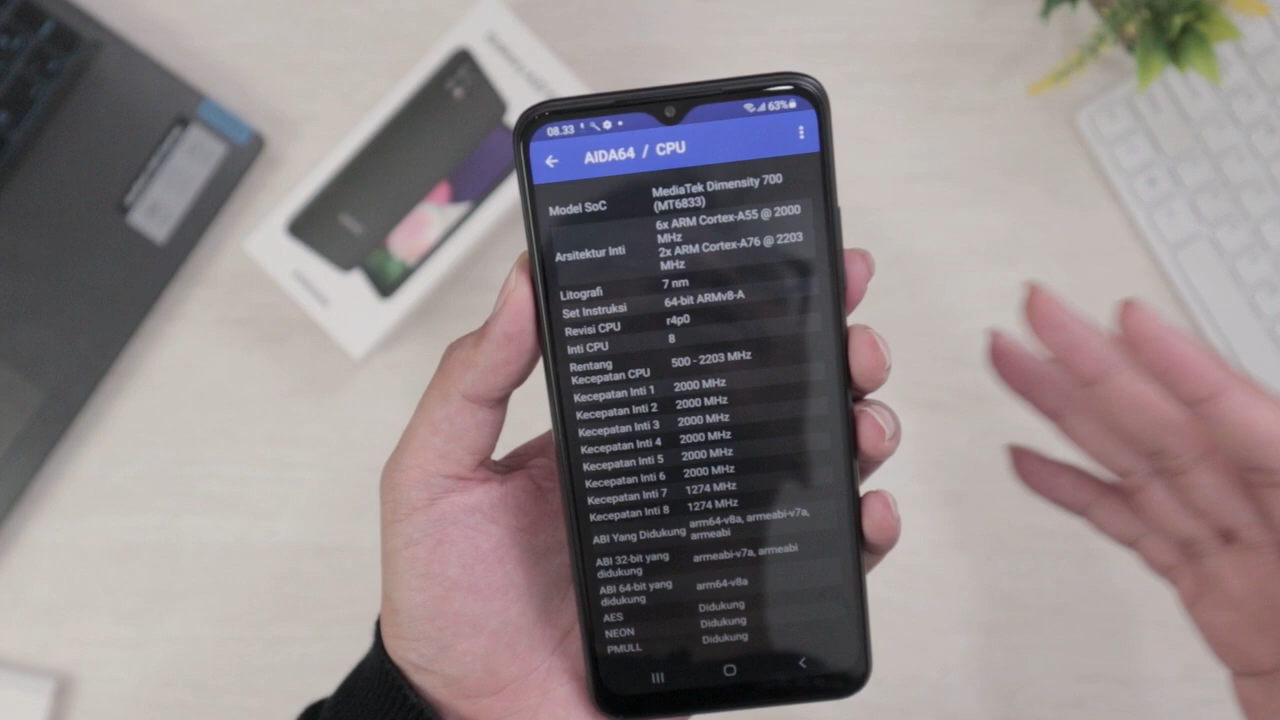 08.33
63%
AIDA64 / CPU
Model SoC
MediaTek Dimensity 700
(MT6833)
Arsitektur Inti
6x ARM Cortex-A55 @ 2000
MHz
2x ARM Cortex-A76 @ 2203
MHz
Litografi
7 nm
Set Instruksi
64-bit ARMv8-A
Revisi CPU
r4p0
Inti CPU
8
Rentang
Kecepatan CPU
500 - 2203 MHz
Kecepatan Inti 1
2000 MHz
Kecepatan Inti 2
2000 MHz
Kecepatan Inti 3
2000 MHz
Kecepatan Inti 4
2000 MHz
Kecepatan Inti 5
2000 MHz
Kecepatan Inti 6
2000 MHz
Kecepatan Inti 7
1274 MHz
Kecepatan Inti 8
1274 MHz
ABI Yang Didukung
arm64-v8a, armeabi-v7a,
armeabi
ABI 32-bit yang
didukung
armeabi-v7a, armeabi
ABI 64-bit yang
didukung
arm64-v8a
AES
Didukung
NEON
Didukung
PMULL
Didukung